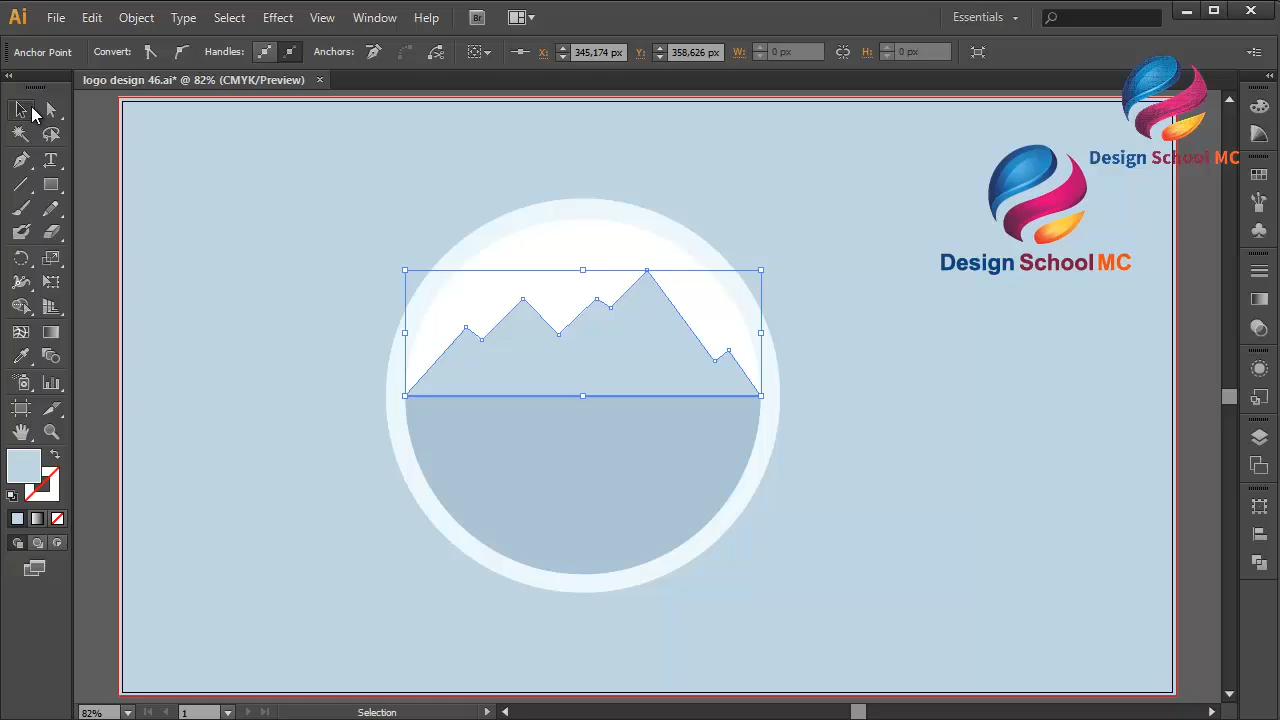 Ai File Edit Object Type Select Effect View Window Help Br Essentials
Anchor Point Convert: Handles: Anchors: X: 345,174 px Y: 358,626 px W: 0 px H: 0 px
logo design 46.ai* @ 82% (CMYK/Preview) ×
Design School MC
Design School MC
82% 1 Selection